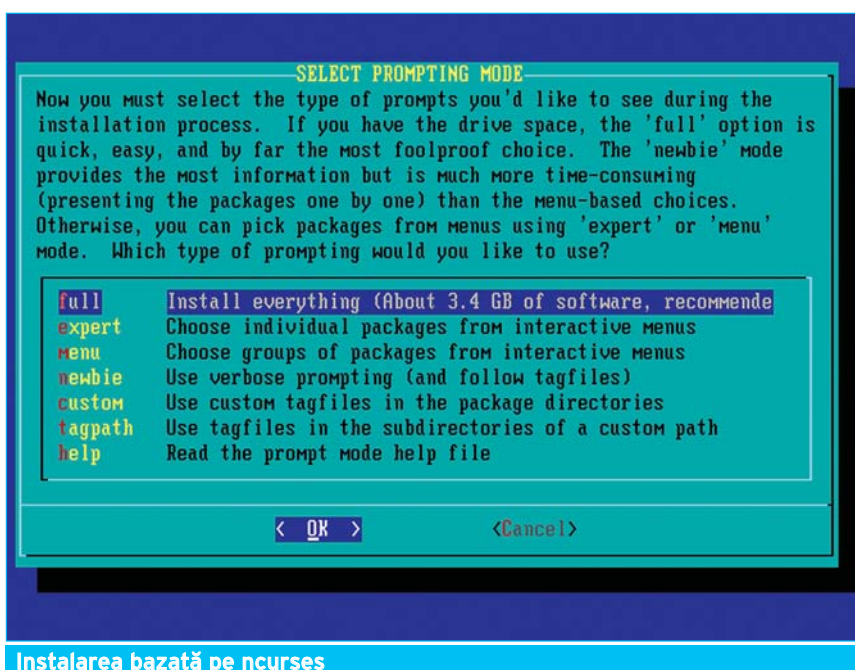 SELECT PROMPTING MODE
Now you must select the type of prompts you'd like to see during the
installation process.  If you have the drive space, the 'full' option is
quick, easy, and by far the most foolproof choice.  The 'newbie' mode
provides the most information but is much more time-consuming
(presenting the packages one by one) than the menu-based choices.
Otherwise, you can pick packages from menus using 'expert' or 'menu'
mode.  Which type of prompting would you like to use?
full Install everything (About 3.4 GB of software, recommende
expert Choose individual packages from interactive menus
menu Choose groups of packages from interactive menus
newbie Use verbose prompting (and follow tagfiles)
custom Use custom tagfiles in the package directories
tagpath Use tagfiles in the subdirectories of a custom path
help Read the prompt mode help file
< OK > <Cancel>
Instalarea bazată pe ncurses